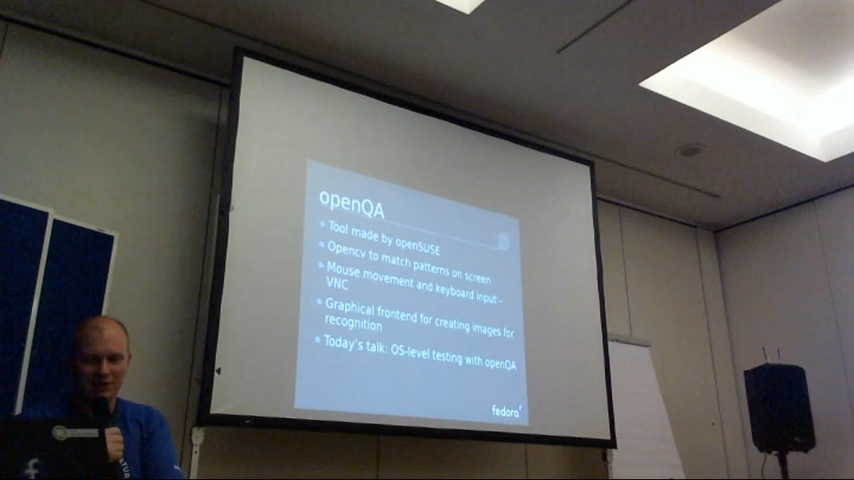 openQA
Tool made by openSUSE
Opencv to match patterns on screen
Mouse movement and keyboard input –
VNC
Graphical frontend for creating images for
recognition
Today's talk: OS-level testing with openQA
fedora